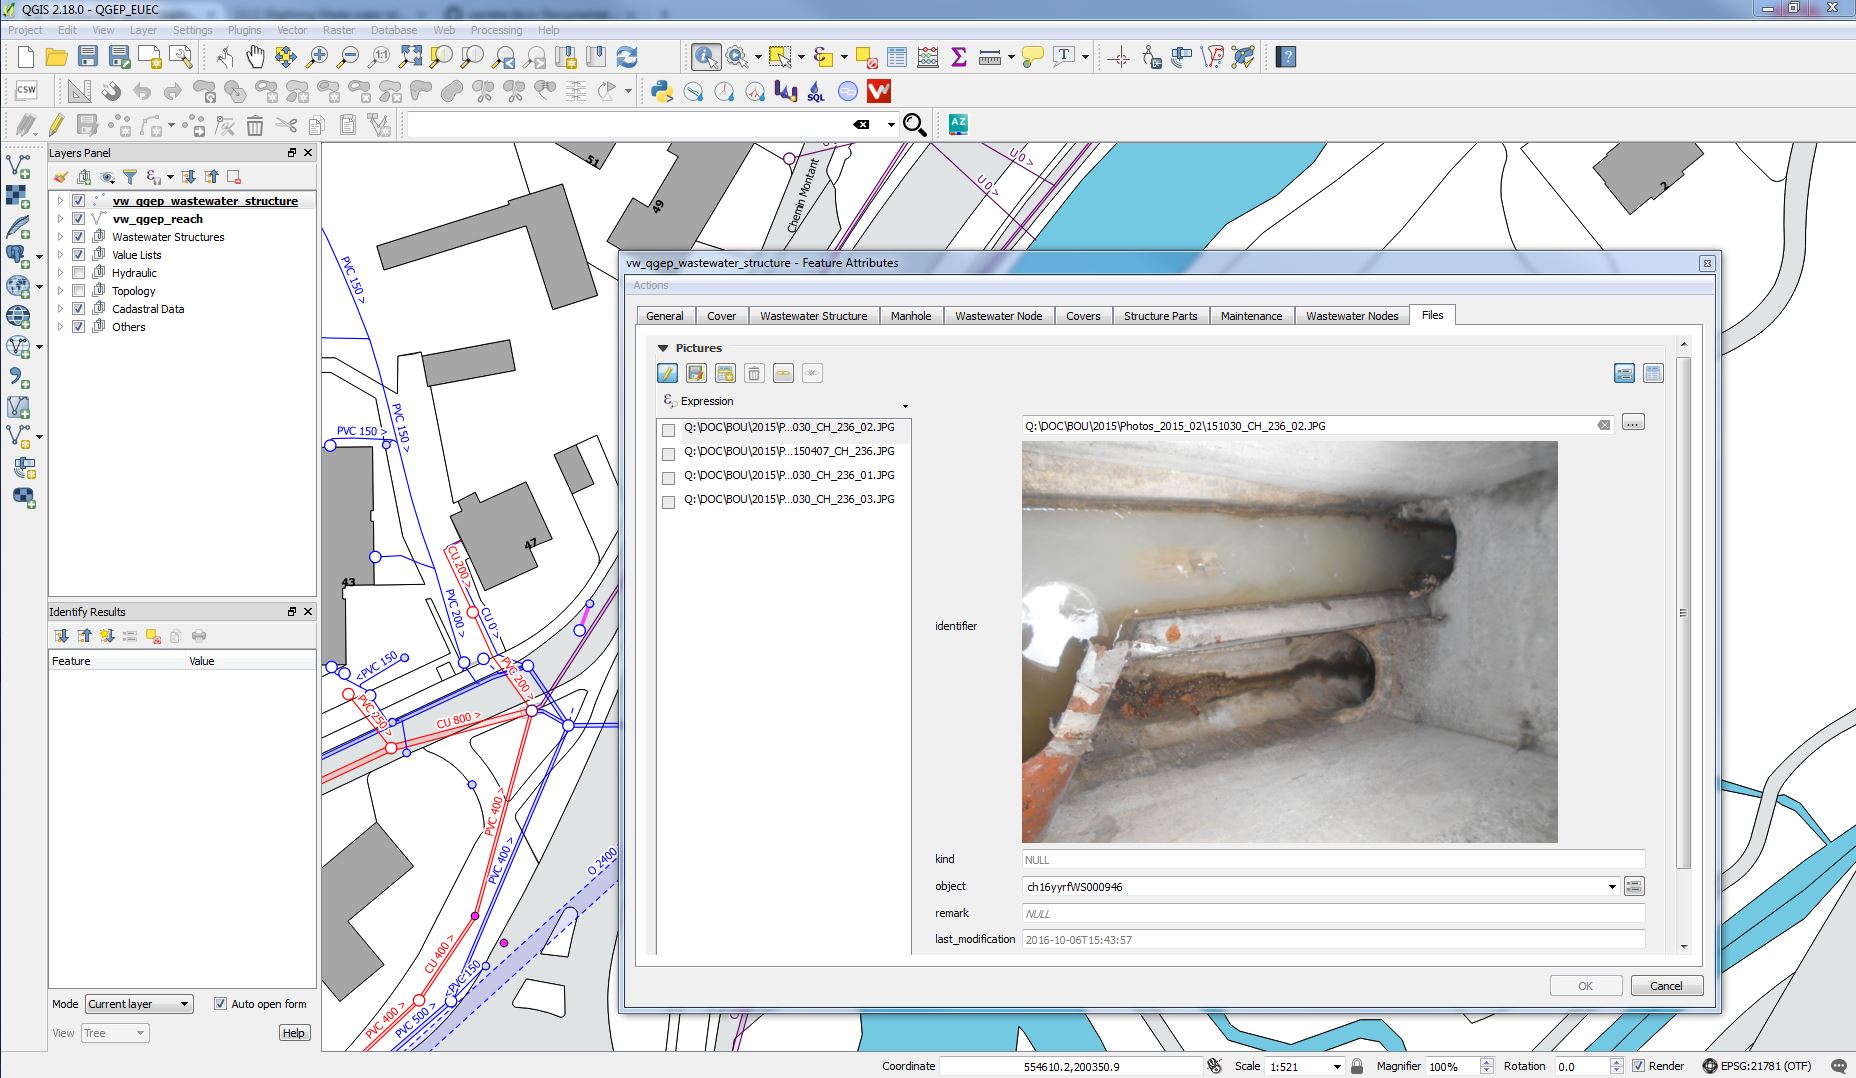 QGIS 2.18.0 - QGEP_EUEC
Project Edit View Layer Settings Plugins Vector Raster Database Web Processing Help
CSW
SQL
AZ
Layers Panel
vw_qgep_wastewater_structure
vw_qgep_reach
Wastewater Structures
Value Lists
Hydraulic
Topology
Cadastral Data
Others
Identify Results
Feature Value
Mode Current layer Auto open form
View Tree Help
51
49
Chemin Montant
U 0 >
U 0 >
2
PVC 150 >
PVC 150 >
PVC 150 >
47
43
CU 200 >
PVC 200 >
CU 0 >
<PVC 150
PVC 200 >
PVC 250 >
CU 800 >
PVC 400 >
PVC 400 >
O 2400
CU 400 >
<PVC 150
PVC 400 >
PVC 500 >
vw_qgep_wastewater_structure - Feature Attributes
Actions
General Cover Wastewater Structure Manhole Wastewater Node Covers Structure Parts Maintenance Wastewater Nodes Files
Pictures
Expression
Q:\DOC\BOU\2015\P...030_CH_236_02.JPG
Q:\DOC\BOU\2015\P...150407_CH_236.JPG
Q:\DOC\BOU\2015\P...030_CH_236_01.JPG
Q:\DOC\BOU\2015\P...030_CH_236_03.JPG
Q:\DOC\BOU\2015\Photos_2015_02\151030_CH_236_02.JPG
...
identifier
kind NULL
object ch16yyrfWS000946
remark NULL
last_modification 2016-10-06T15:43:57
OK Cancel
Coordinate 554610.2,200350.9 Scale 1:521 Magnifier 100% Rotation 0.0 Render EPSG:21781 (OTF)